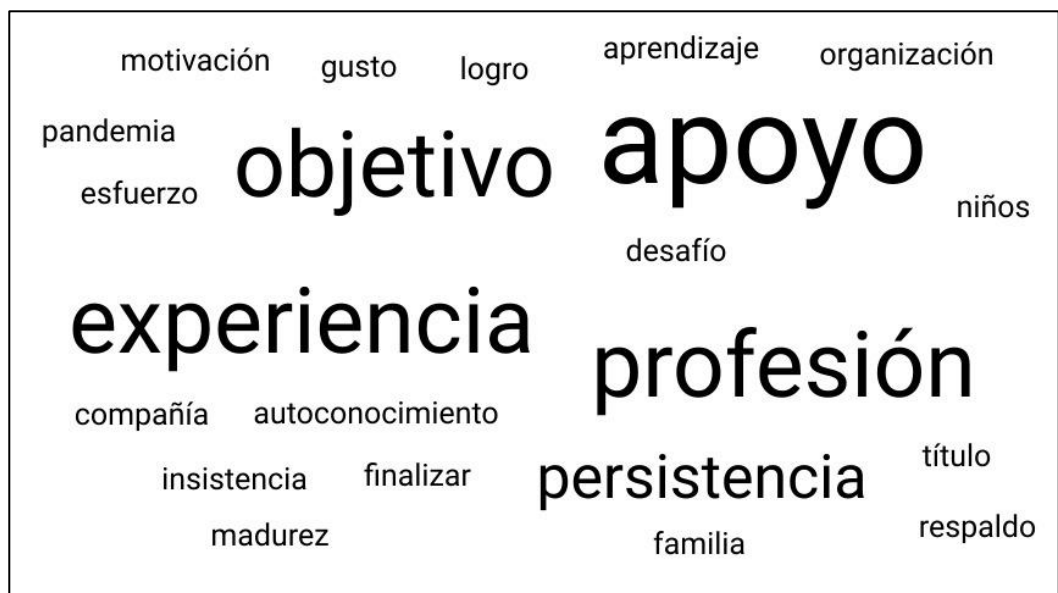 motivación gusto logro aprendizaje organización
pandemia objetivo apoyo
esfuerzo niños
desafío
experiencia profesión
compañía autoconocimiento
insistencia finalizar persistencia título
madurez familia respaldo